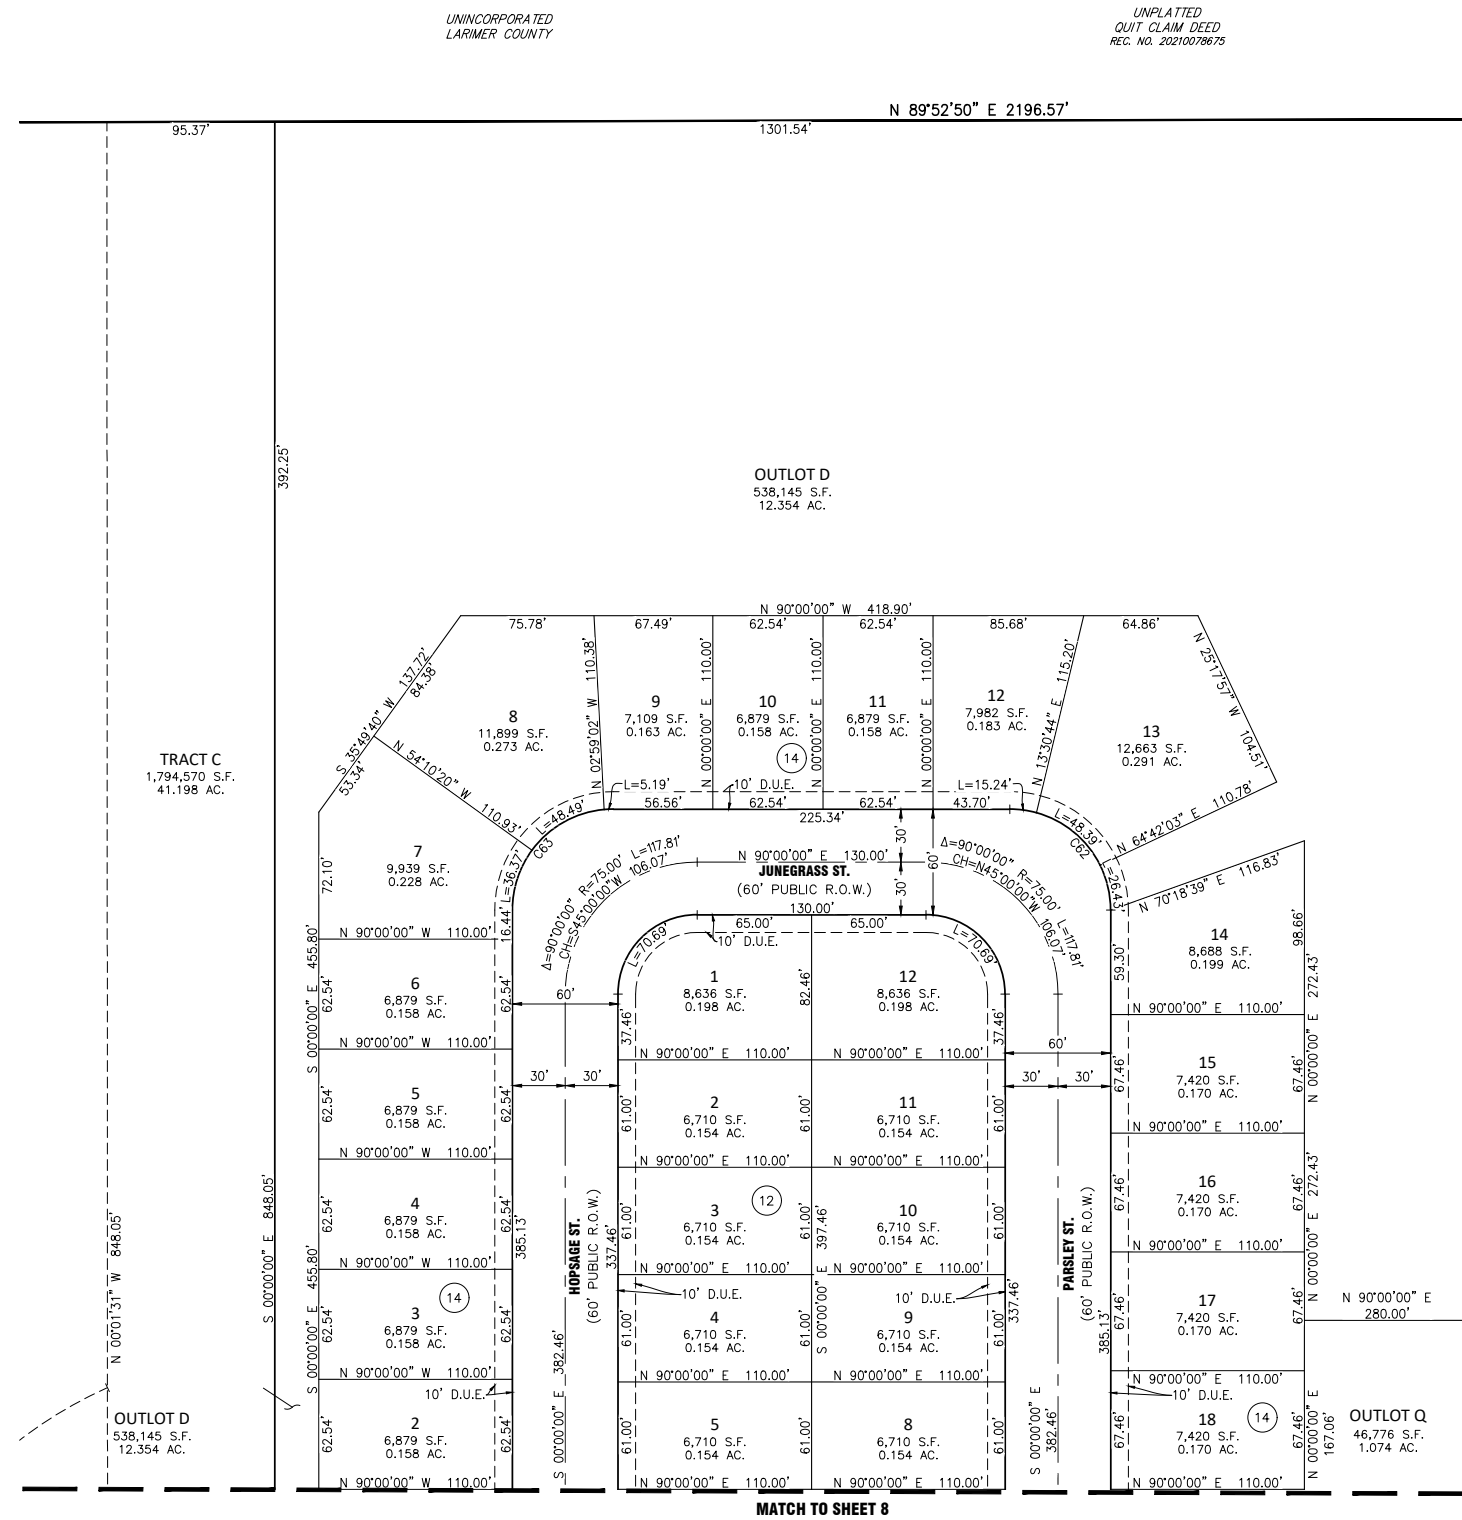 UNINCORPORATED
LARIMER COUNTY
UNPLATTED
QUIT CLAIM DEED
REC. NO. 20210078675
N 89°52'50" E 2196.57'
95.37'
1301.54'
392.25'
OUTLOT D
538,145 S.F.
12.354 AC.
TRACT C
1,794,570 S.F.
41.198 AC.
N 90°00'00" W 418.90'
75.78'
67.49'
62.54'
62.54'
85.68'
64.86'
S 35°49'40" W 137.72'
84.38'
53.34'
N 54°10'20" W 110.93'
8
11,899 S.F.
0.273 AC.
N 02°59'02" W 110.38'
9
7,109 S.F.
0.163 AC.
N 00°00'00" E 110.00'
10
6,879 S.F.
0.158 AC.
14
N 00°00'00" E 110.00'
11
6,879 S.F.
0.158 AC.
N 00°00'00" E 110.00'
12
7,982 S.F.
0.183 AC.
N 13°30'44" E 115.20'
13
12,663 S.F.
0.291 AC.
N 25°17'57" W 104.51'
N 64°42'03" E 110.78'
L=5.19'
10' D.U.E.
L=15.24'
56.56'
62.54'
62.54'
43.70'
225.34'
L=48.49'
C63
L=36.37'
L=48.39'
C62
L=26.43'
30'
30'
60'
N 90°00'00" E 130.00'
JUNEGRASS ST.
(60' PUBLIC R.O.W.)
130.00'
65.00'
65.00'
10' D.U.E.
Δ=90°00'00" R=75.00' L=117.81'
CH=S45°00'00"W 106.07'
Δ=90°00'00" R=75.00' L=117.81'
CH=N45°00'00"W 106.07'
L=70.69'
L=70.69'
7
9,939 S.F.
0.228 AC.
72.10'
16.44'
N 90°00'00" W 110.00'
S 00°00'00" E 455.80'
6
6,879 S.F.
0.158 AC.
62.54'
62.54'
N 90°00'00" W 110.00'
5
6,879 S.F.
0.158 AC.
62.54'
62.54'
N 90°00'00" W 110.00'
4
6,879 S.F.
0.158 AC.
62.54'
62.54'
385.13'
N 90°00'00" W 110.00'
14
3
6,879 S.F.
0.158 AC.
62.54'
62.54'
S 00°00'00" E 455.80'
N 90°00'00" W 110.00'
10' D.U.E.
2
6,879 S.F.
0.158 AC.
62.54'
62.54'
N 90°00'00" W 110.00'
60'
30'
30'
HOPSAGE ST.
(60' PUBLIC R.O.W.)
S 00°00'00" E 382.46'
337.46'
1
8,636 S.F.
0.198 AC.
37.46'
82.46'
12
8,636 S.F.
0.198 AC.
37.46'
N 90°00'00" E 110.00'
N 90°00'00" E 110.00'
2
6,710 S.F.
0.154 AC.
61.00'
61.00'
11
6,710 S.F.
0.154 AC.
61.00'
N 90°00'00" E 110.00'
N 90°00'00" E 110.00'
12
3
6,710 S.F.
0.154 AC.
61.00'
61.00'
10
6,710 S.F.
0.154 AC.
61.00'
S 00°00'00" E 397.46'
N 90°00'00" E 110.00'
N 90°00'00" E 110.00'
10' D.U.E.
10' D.U.E.
337.46'
4
6,710 S.F.
0.154 AC.
61.00'
61.00'
9
6,710 S.F.
0.154 AC.
61.00'
N 90°00'00" E 110.00'
N 90°00'00" E 110.00'
5
6,710 S.F.
0.154 AC.
61.00'
61.00'
8
6,710 S.F.
0.154 AC.
61.00'
N 90°00'00" E 110.00'
N 90°00'00" E 110.00'
60'
30'
30'
PARSLEY ST.
(60' PUBLIC R.O.W.)
S 00°00'00" E
382.46'
385.13'
N 70°18'39" E 116.83'
14
8,688 S.F.
0.199 AC.
59.30'
98.66'
N 90°00'00" E 110.00'
N 00°00'00" E 272.43'
15
7,420 S.F.
0.170 AC.
67.46'
67.46'
N 90°00'00" E 110.00'
16
7,420 S.F.
0.170 AC.
67.46'
67.46'
N 90°00'00" E 110.00'
N 00°00'00" E 272.43'
17
7,420 S.F.
0.170 AC.
67.46'
67.46'
N 90°00'00" E
280.00'
N 90°00'00" E 110.00'
10' D.U.E.
18
7,420 S.F.
0.170 AC.
14
67.46'
67.46'
N 00°00'00" E
167.06'
N 90°00'00" E 110.00'
OUTLOT Q
46,776 S.F.
1.074 AC.
N 00°01'31" W 848.05'
S 00°00'00" E 848.05'
OUTLOT D
538,145 S.F.
12.354 AC.
MATCH TO SHEET 8